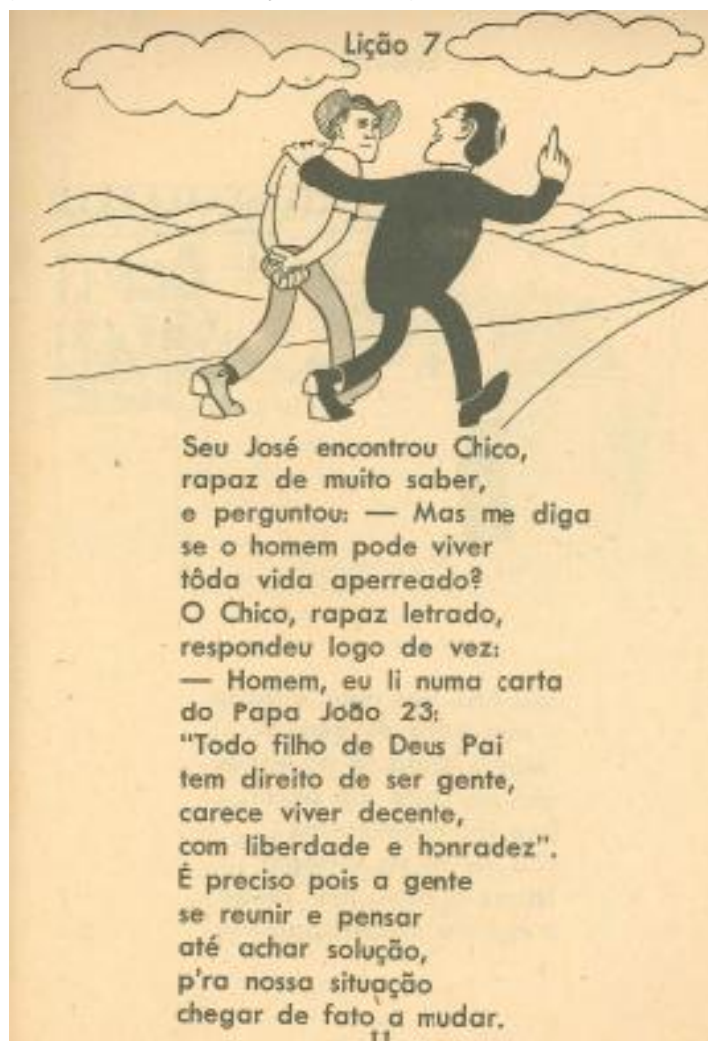 Lição 7
Seu José encontrou Chico,
rapaz de muito saber,
e perguntou: — Mas me diga
se o homem pode viver
tôda vida aperreado?
O Chico, rapaz letrado,
respondeu logo de vez:
— Homem, eu li numa carta
do Papa João 23:
"Todo filho de Deus Pai
tem direito de ser gente,
carece viver decente,
com liberdade e honradez".
É preciso pois a gente
se reunir e pensar
até achar solução,
p'ra nossa situação
chegar de fato a mudar.